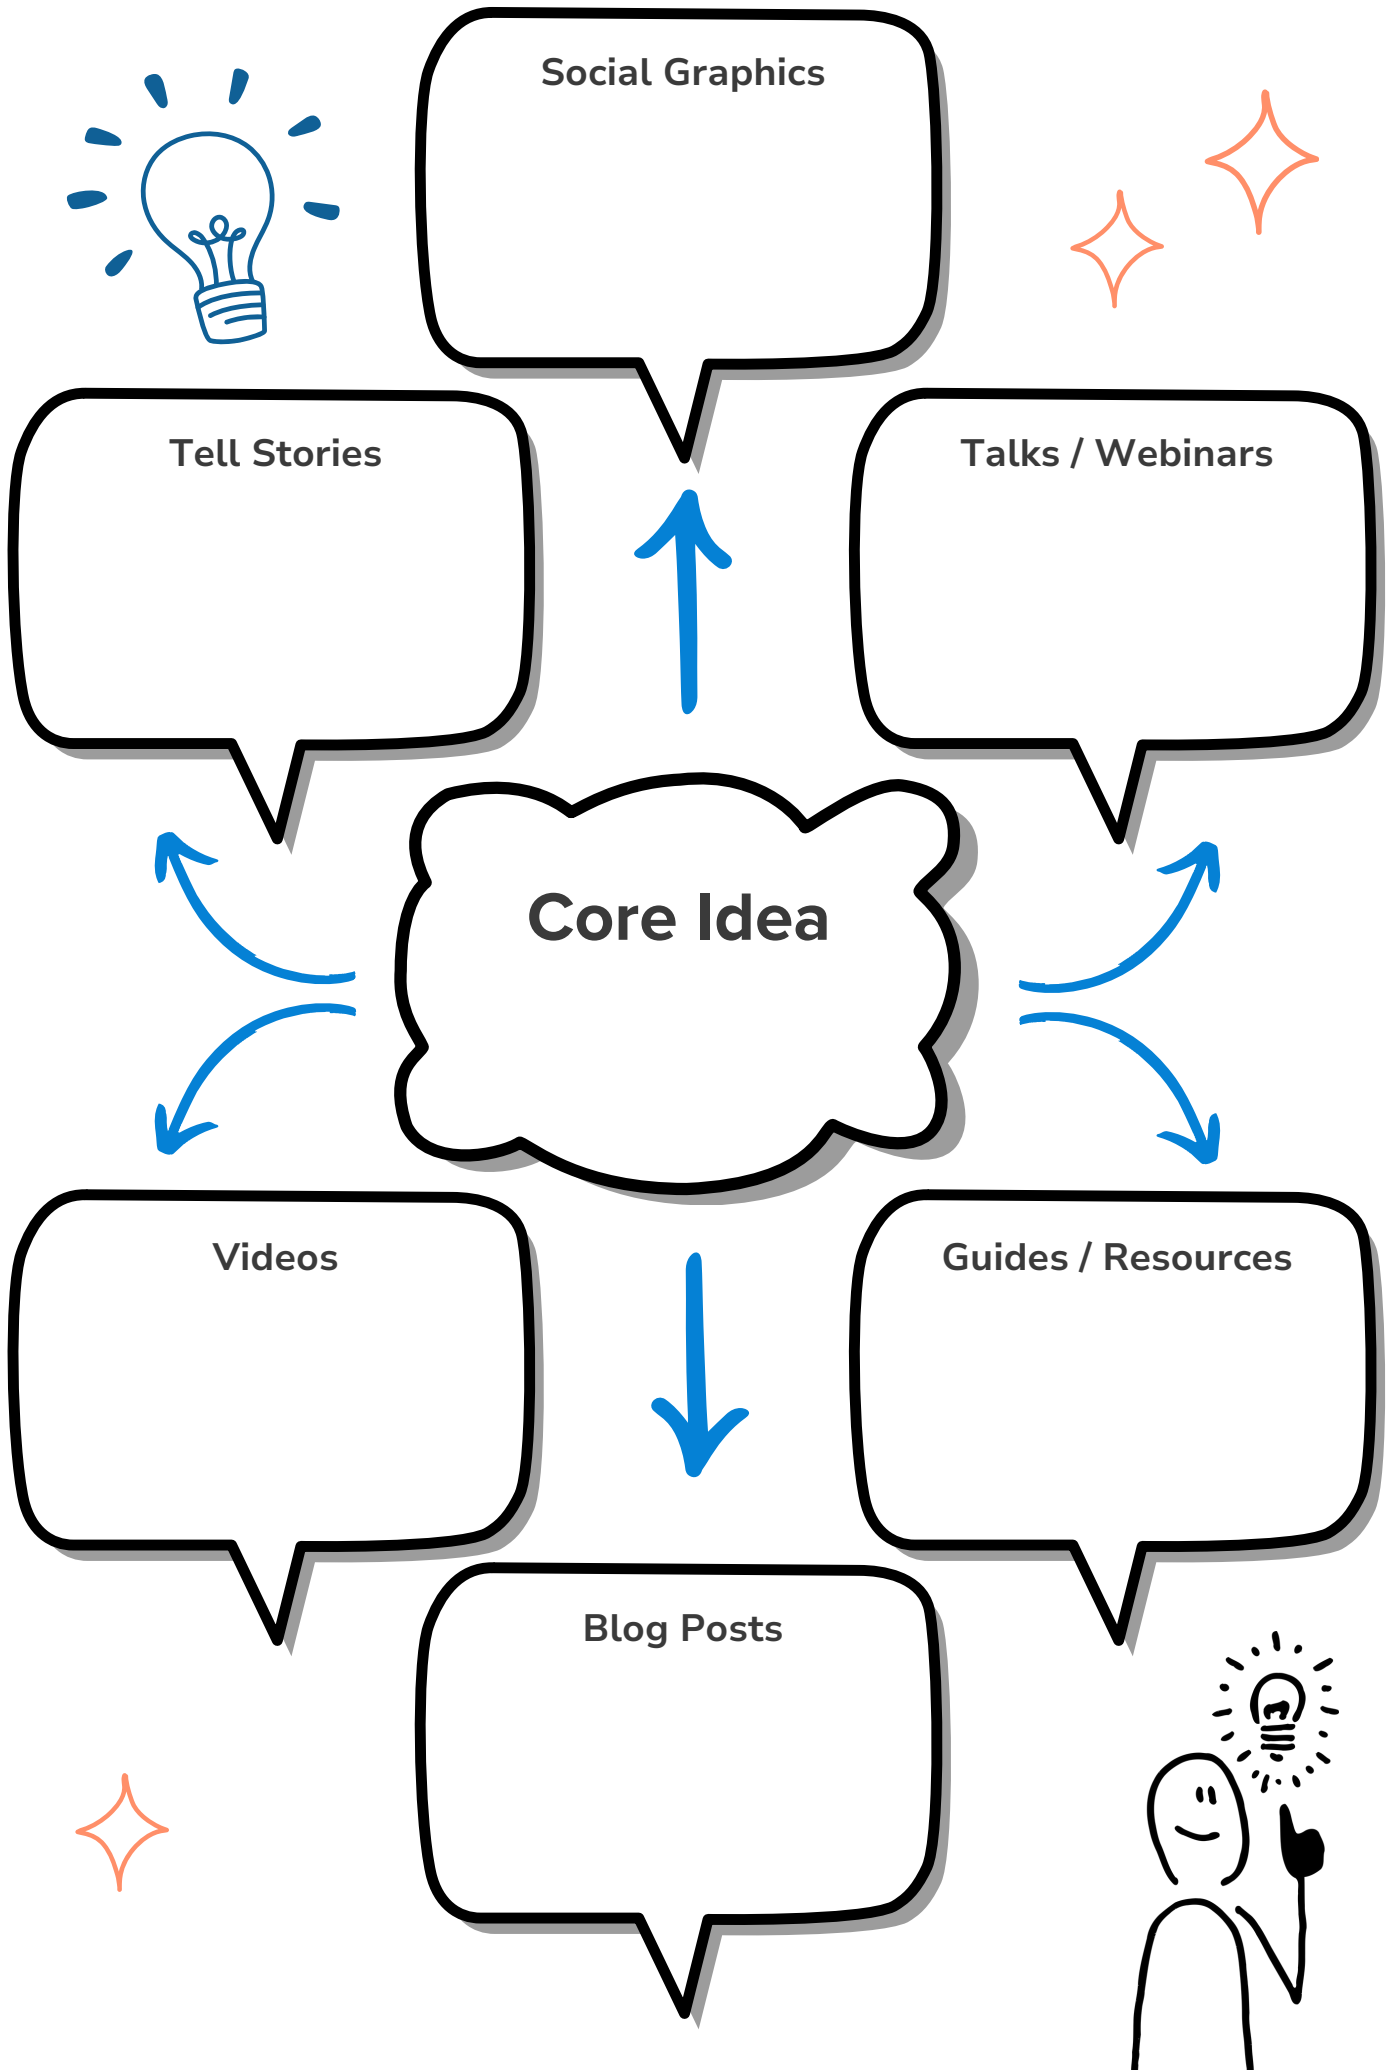 Social Graphics
Tell Stories
Talks / Webinars
Core Idea
Videos
Guides / Resources
Blog Posts